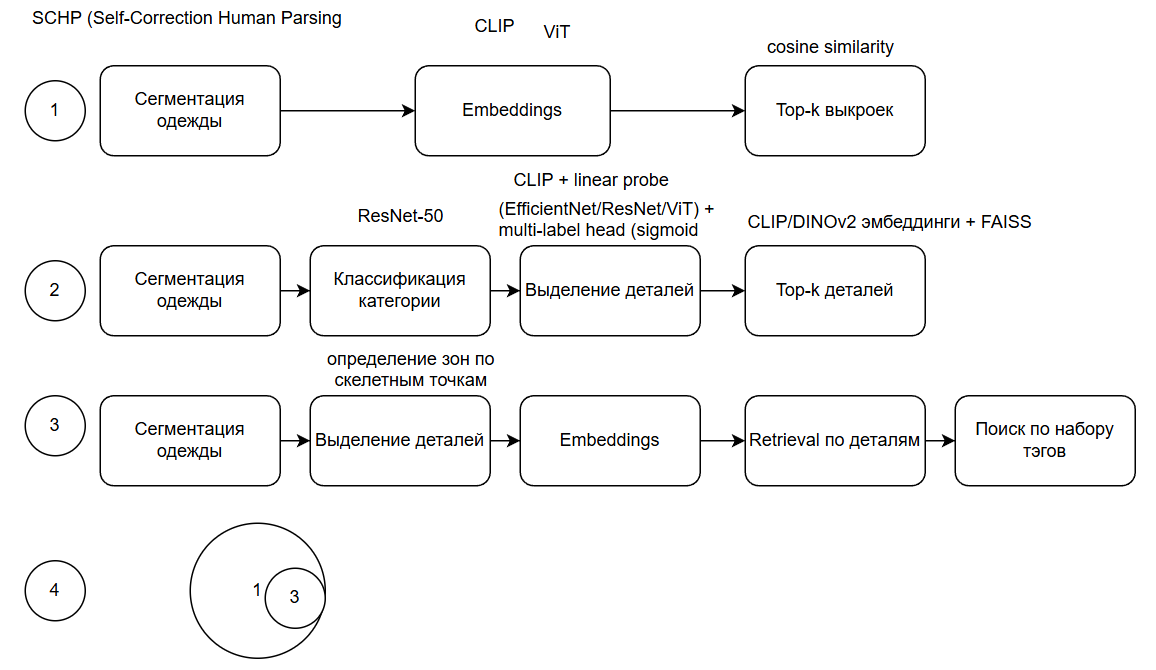 SCHP (Self-Correction Human Parsing
CLIP
ViT
cosine similarity
1
Сегментация
одежды
Embeddings
Top-k выкроек
CLIP + linear probe
(EfficientNet/ResNet/ViT) +
multi-label head (sigmoid
ResNet-50
CLIP/DINOv2 эмбеддинги + FAISS
2
Сегментация
одежды
Классификация
категории
Выделение деталей
Top-k деталей
определение зон по
скелетным точкам
3
Сегментация
одежды
Выделение деталей
Embeddings
Retrieval по деталям
Поиск по набору
тэгов
4
1
3